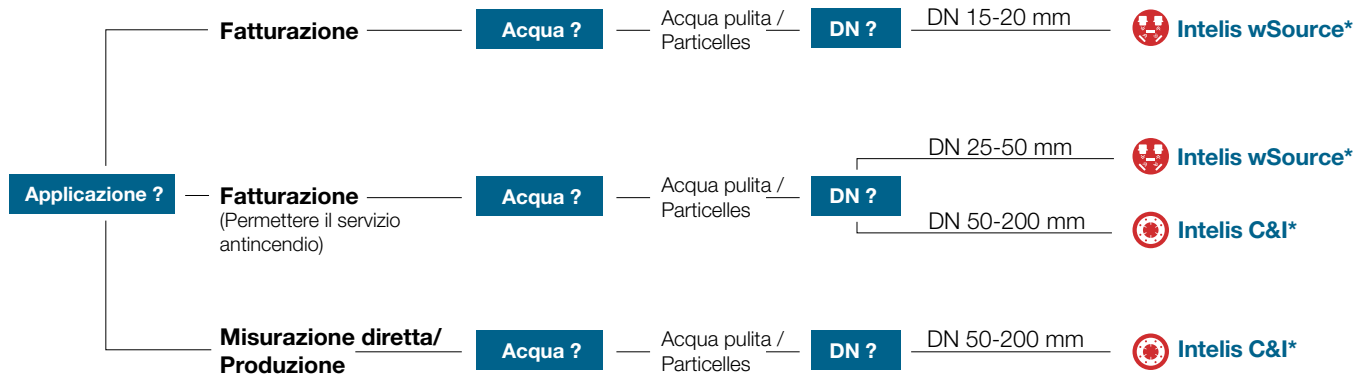 Fatturazione
Acqua ?
Acqua pulita /
Particelles
DN ?
DN 15-20 mm
Intelis wSource*
Applicazione ?
Fatturazione
(Permettere il servizio
antincendio)
Acqua ?
Acqua pulita /
Particelles
DN ?
DN 25-50 mm
Intelis wSource*
DN 50-200 mm
Intelis C&I*
Misurazione diretta/
Produzione
Acqua ?
Acqua pulita /
Particelles
DN ?
DN 50-200 mm
Intelis C&I*